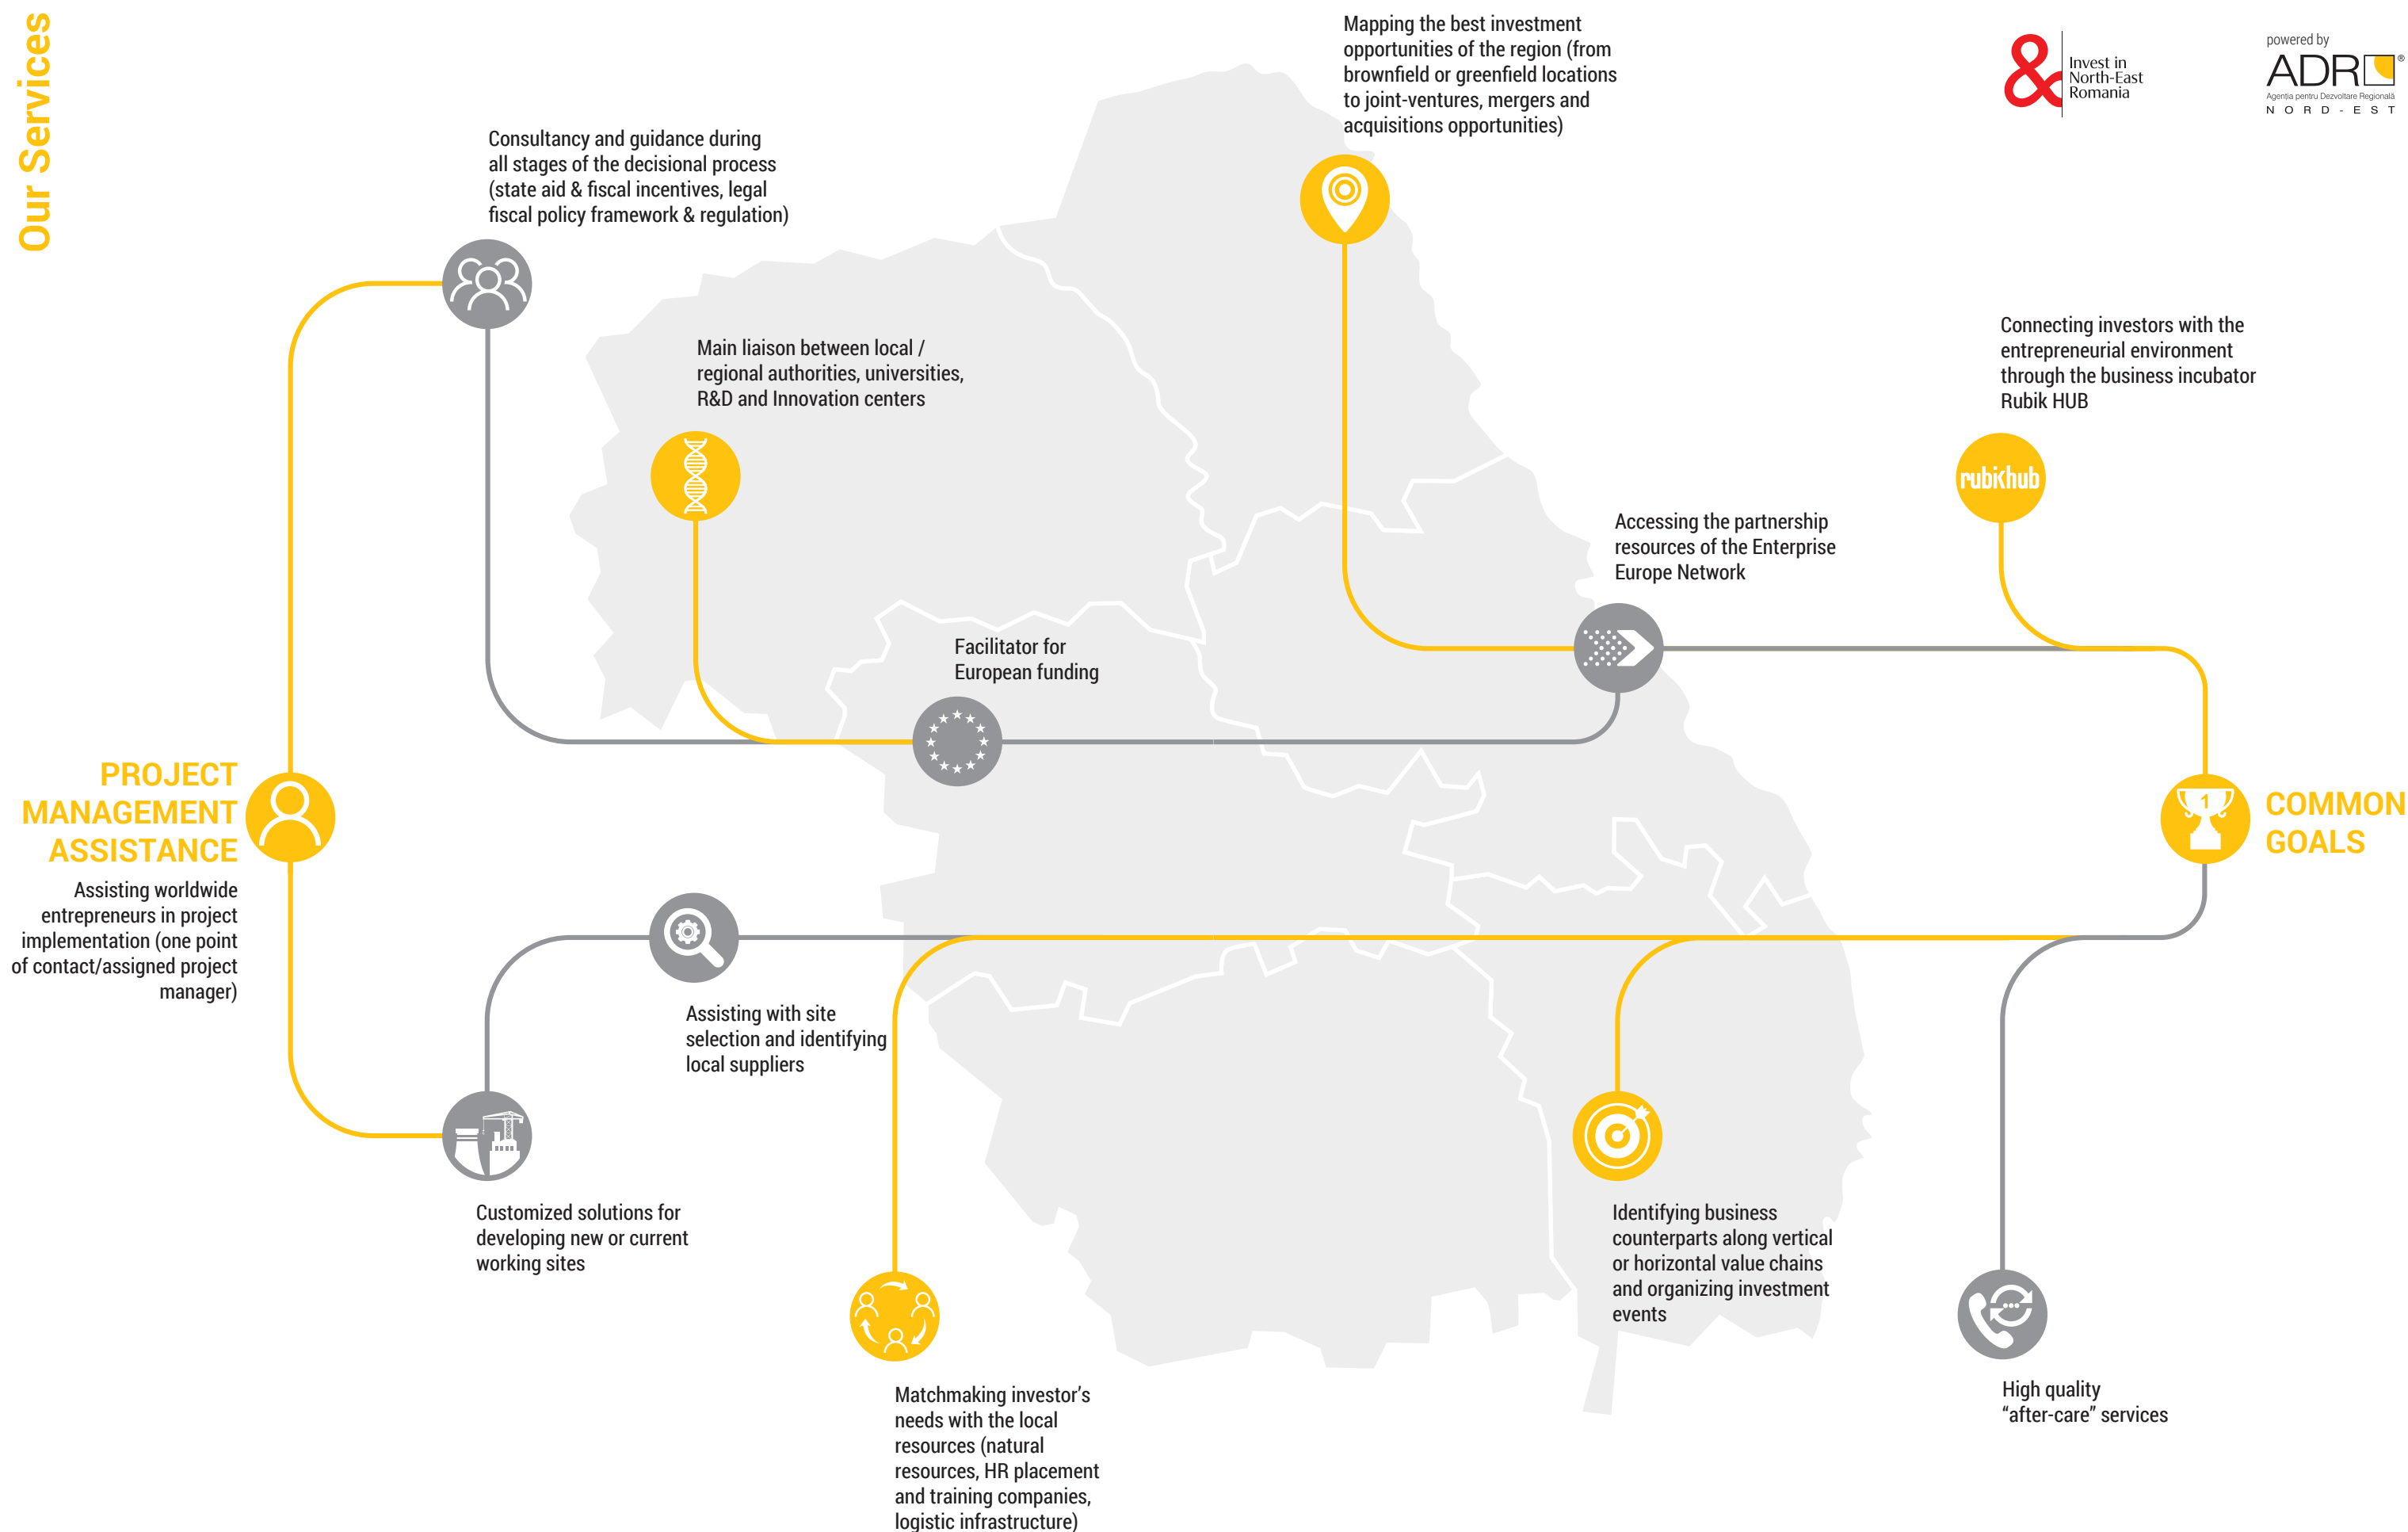 Our Services
Mapping the best investment
opportunities of the region (from
brownfield or greenfield locations
to joint-ventures, mergers and
acquisitions opportunities)
Invest in
North-East
Romania
powered by
ADR
®
Agenția pentru Dezvoltare Regională
NORD-EST
Consultancy and guidance during
all stages of the decisional process
(state aid & fiscal incentives, legal
fiscal policy framework & regulation)
Main liaison between local /
regional authorities, universities,
R&D and Innovation centers
Connecting investors with the
entrepreneurial environment
through the business incubator
Rubik HUB
rubikhub
Accessing the partnership
resources of the Enterprise
Europe Network
Facilitator for
European funding
PROJECT
MANAGEMENT
ASSISTANCE
Assisting worldwide
entrepreneurs in project
implementation (one point
of contact/assigned project
manager)
1
COMMON
GOALS
Assisting with site
selection and identifying
local suppliers
Customized solutions for
developing new or current
working sites
Identifying business
counterparts along vertical
or horizontal value chains
and organizing investment
events
Matchmaking investor's
needs with the local
resources (natural
resources, HR placement
and training companies,
logistic infrastructure)
High quality
“after-care” services